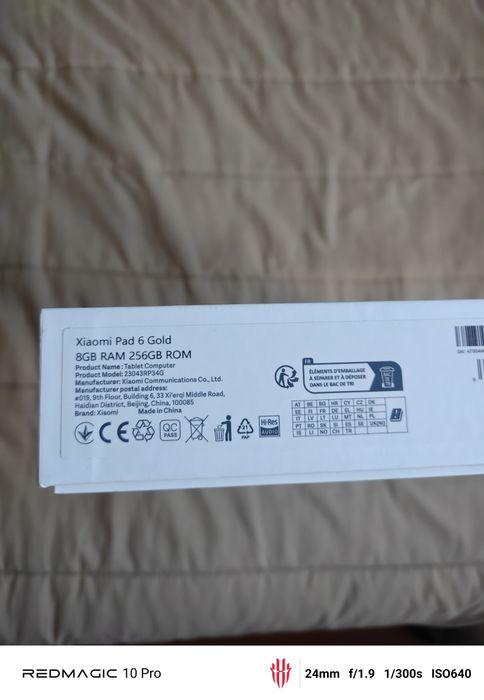 Xiaomi Pad 6 Gold
8GB RAM 256GB ROM
Product Name : Tablet Computer
Product Model: 23043RP34G
Manufacturer: Xiaomi Communications Co., Ltd.
Manufacturer postal address:
#019, 9th Floor, Building 6, 33 Xi'erqi Middle Road,
Haidian District, Beijing, China, 100085
Brand: Xiaomi Made in China
CE
QC
PASS
21
PAP
Hi-Res
AUDIO
FR
ÉLÉMENTS D'EMBALLAGE
À SÉPARER ET À DÉPOSER
DANS LE BAC DE TRI
AT BE BG HR CY CZ DK
EE FI FR DE EL HU IE
IT LV LT LU MT NL PL
PT RO SK SI ES SE UK(NI)
IS LI NO CH TR
REDMAGIC 10 Pro
24mm f/1.9 1/300s ISO640